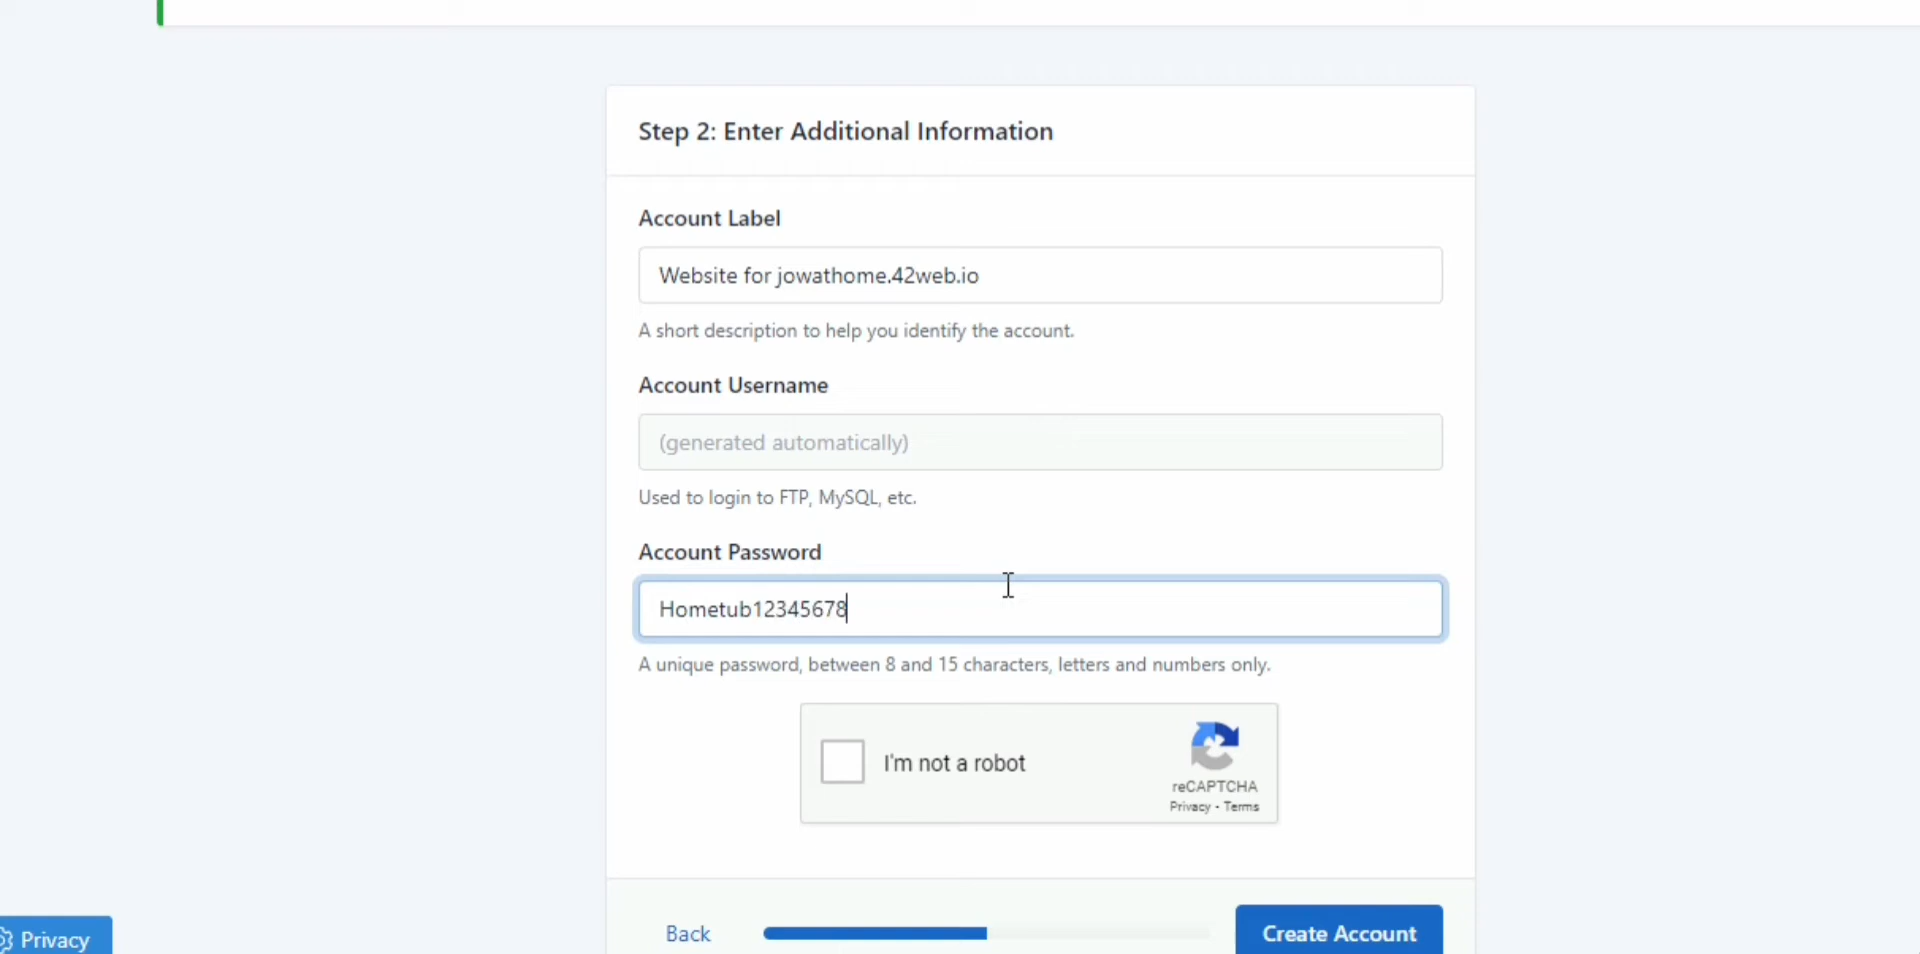 Step 2: Enter Additional Information
Account Label
Website for jowathome.42web.io
A short description to help you identify the account.
Account Username
(generated automatically)
Used to login to FTP, MySQL, etc.
Account Password
Hometub12345678
A unique password, between 8 and 15 characters, letters and numbers only.
I'm not a robot
reCAPTCHA
Privacy - Terms
Back
Create Account
Privacy